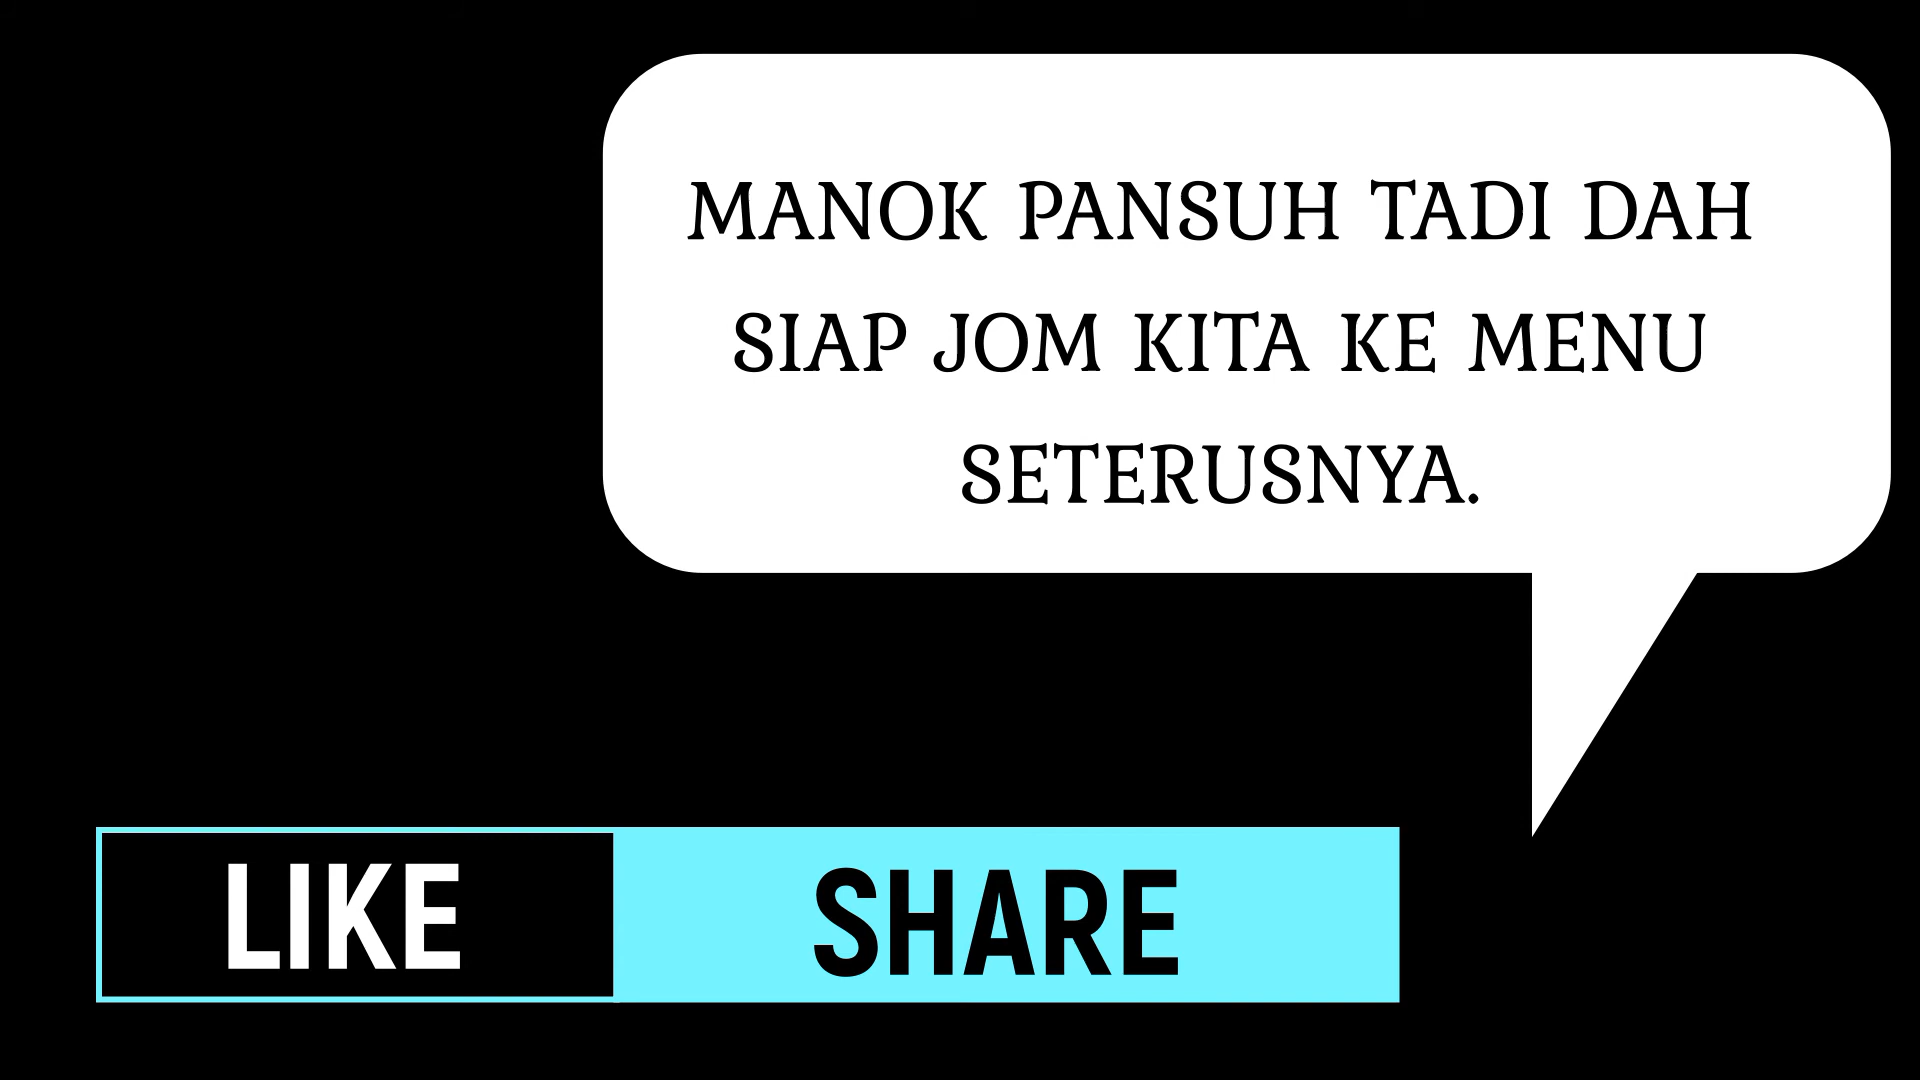 MANOK PANSUH TADI DAH
SIAP JOM KITA KE MENU
SETERUSNYA.
LIKE
SHARE